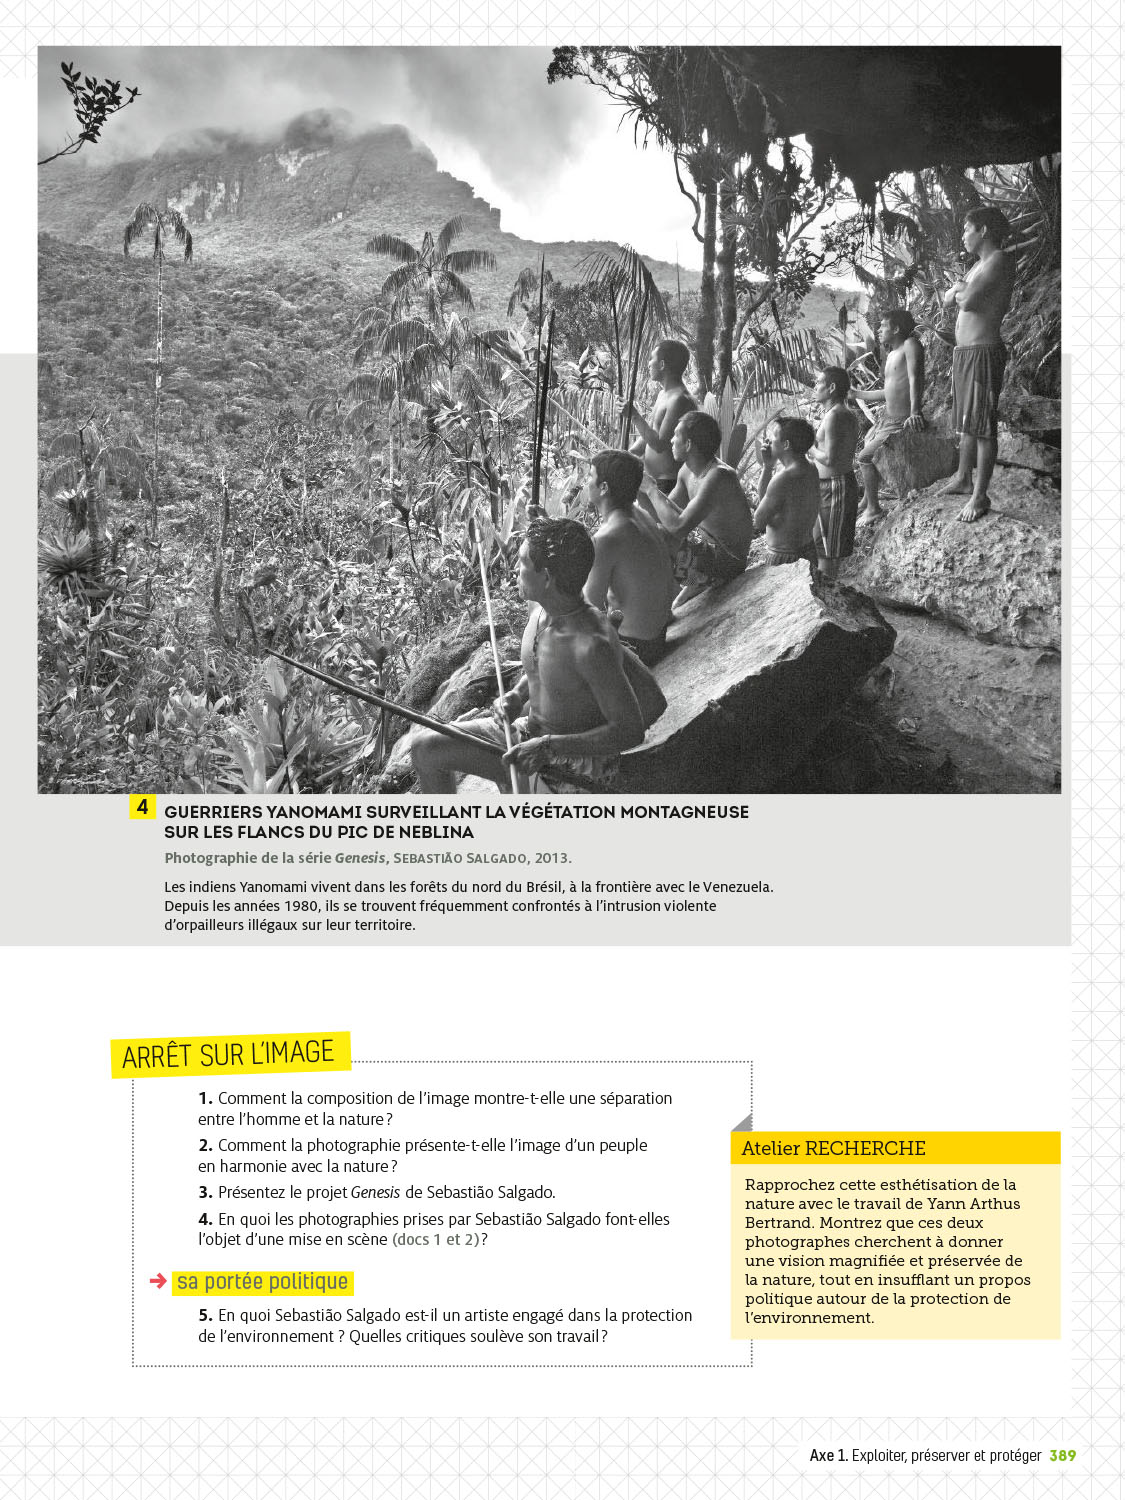 4 GUERRIERS YANOMAMI SURVEILLANT LA VÉGÉTATION MONTAGNEUSE
SUR LES FLANCS DU PIC DE NEBLINA
Photographie de la série Genesis, SEBASTIÃO SALGADO, 2013.
Les indiens Yanomami vivent dans les forêts du nord du Brésil, à la frontière avec le Venezuela.
Depuis les années 1980, ils se trouvent fréquemment confrontés à l’intrusion violente
d’orpailleurs illégaux sur leur territoire.
ARRÊT SUR L’IMAGE
1. Comment la composition de l’image montre-t-elle une séparation
entre l’homme et la nature ?
2. Comment la photographie présente-t-elle l’image d’un peuple
en harmonie avec la nature ?
3. Présentez le projet Genesis de Sebastião Salgado.
4. En quoi les photographies prises par Sebastião Salgado font-elles
l’objet d’une mise en scène (docs 1 et 2) ?
➔ sa portée politique
5. En quoi Sebastião Salgado est-il un artiste engagé dans la protection
de l’environnement ? Quelles critiques soulève son travail ?
Atelier RECHERCHE
Rapprochez cette esthétisation de la
nature avec le travail de Yann Arthus
Bertrand. Montrez que ces deux
photographes cherchent à donner
une vision magnifiée et préservée de
la nature, tout en insufflant un propos
politique autour de la protection de
l’environnement.
Axe 1. Exploiter, préserver et protéger 389